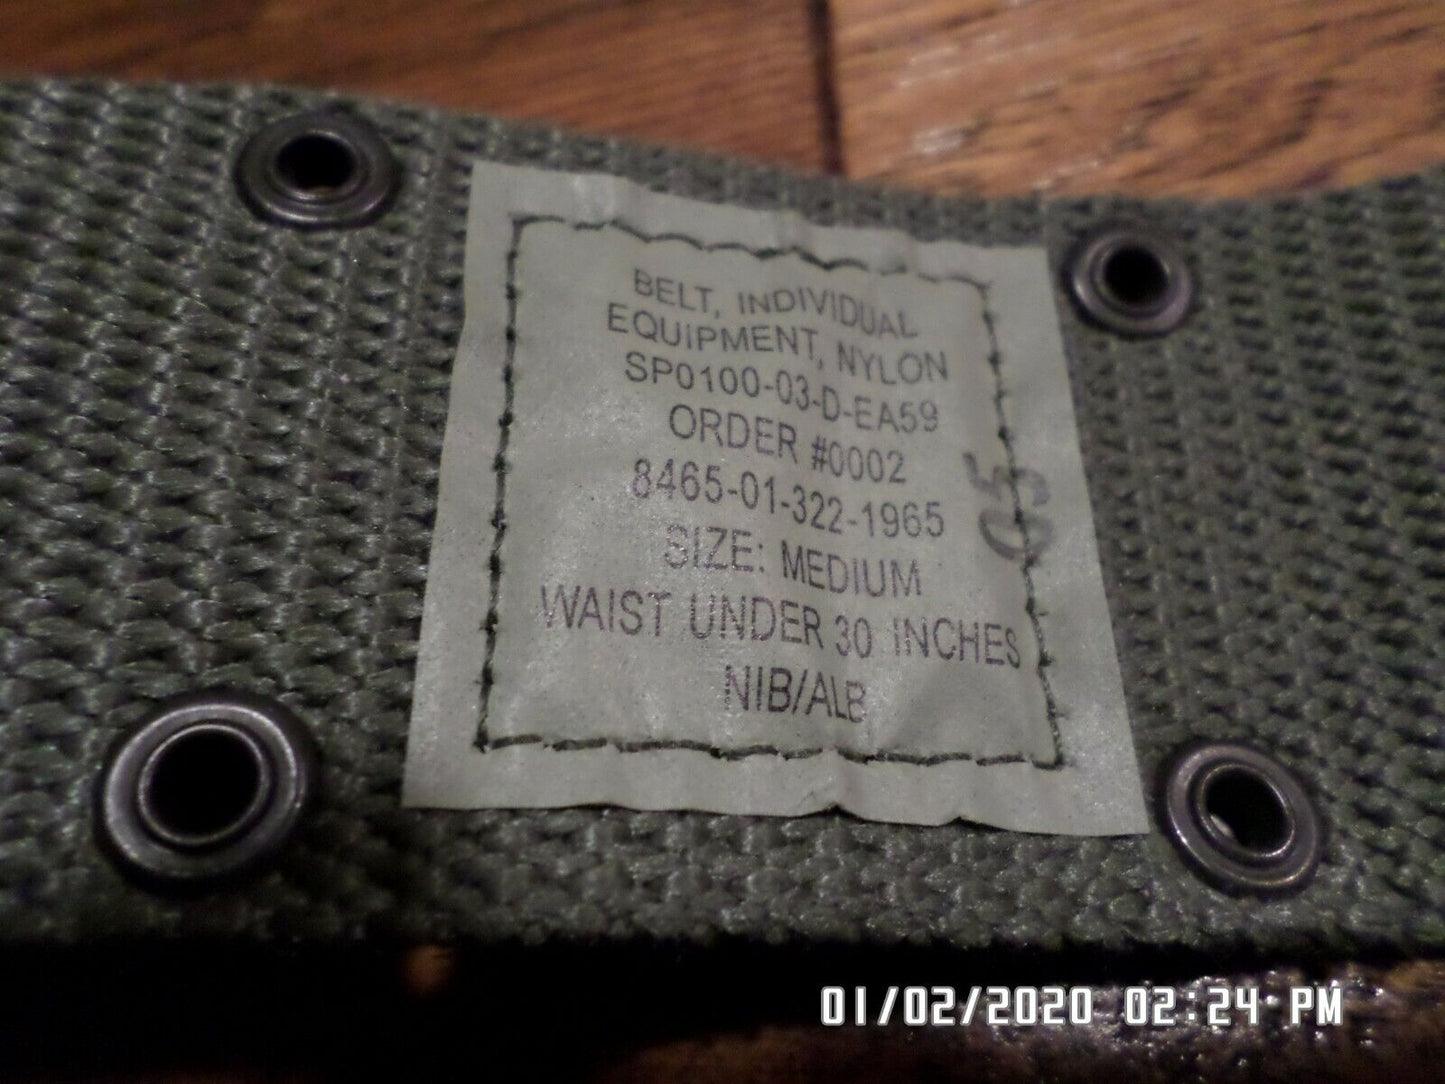 BELT, INDIVIDUAL
EQUIPMENT, NYLON
SP0100-03-D-EA59
ORDER #0002
8465-01-322-1965
SIZE: MEDIUM
WAIST UNDER 30 INCHES
NIB/ALB
05
01/02/2020 02:24 PM